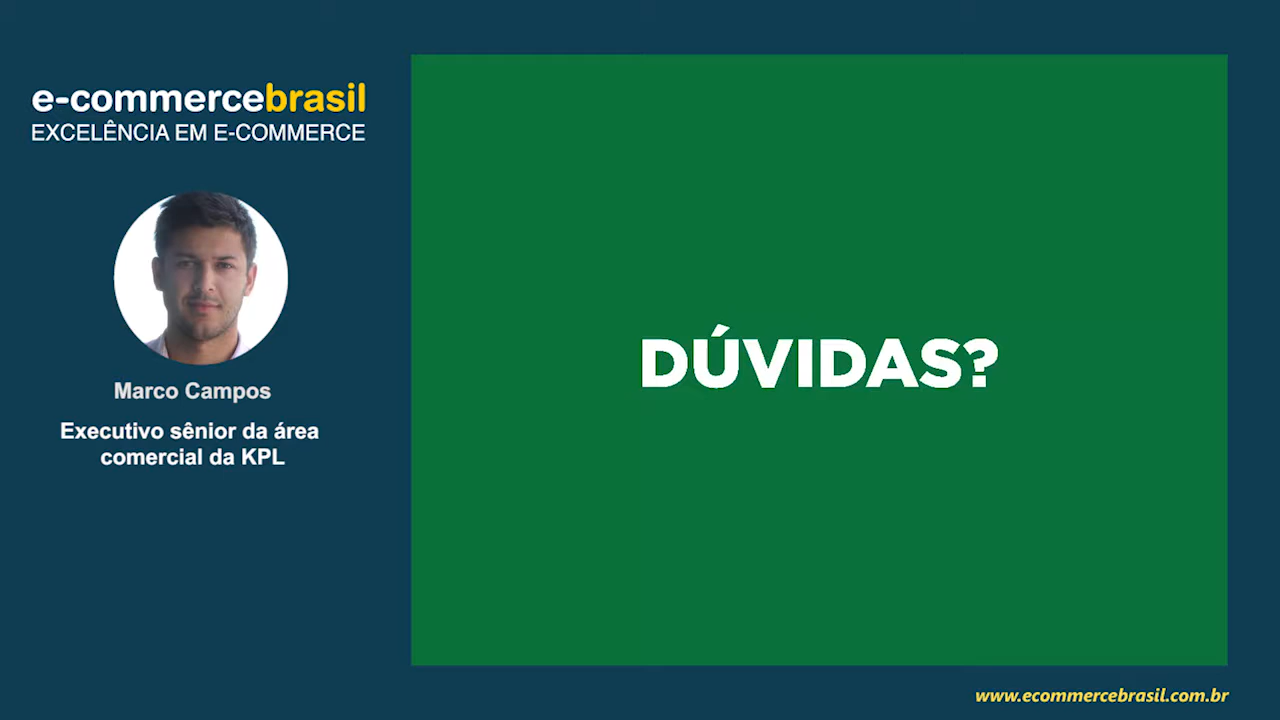 e-commercebrasil
EXCELÊNCIA EM E-COMMERCE
Marco Campos
Executivo sênior da área
comercial da KPL
DÚVIDAS?
www.ecommercebrasil.com.br